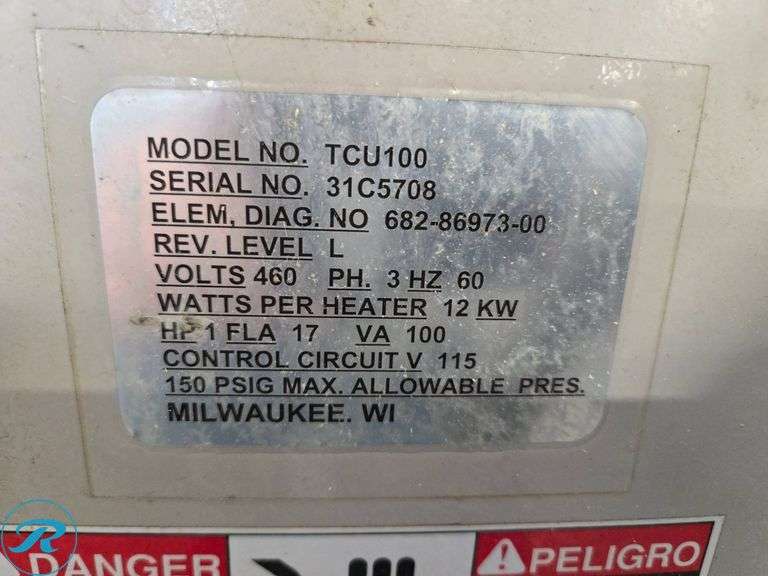 MODEL NO. TCU100
SERIAL NO. 31C5708
ELEM, DIAG. NO 682-86973-00
REV. LEVEL L
VOLTS 460 PH. 3 HZ 60
WATTS PER HEATER 12 KW
HP 1 FLA 17 VA 100
CONTROL CIRCUIT V 115
150 PSIG MAX. ALLOWABLE PRES.
MILWAUKEE. WI
R
DANGER
PELIGRO